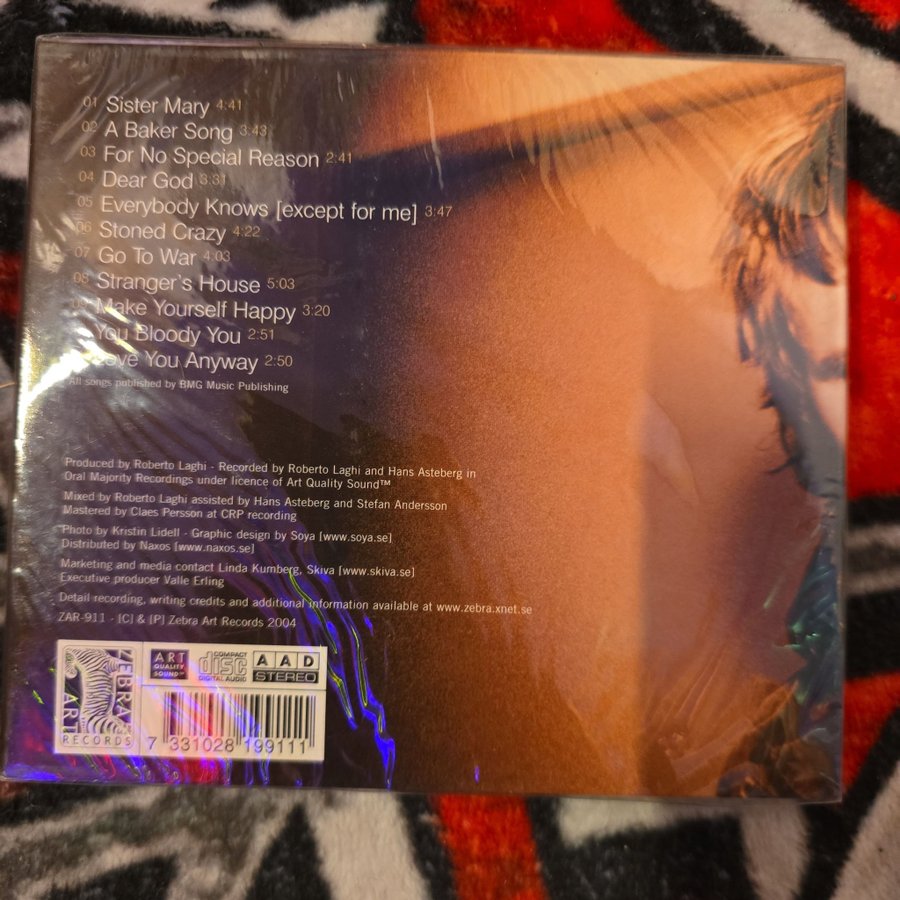 01 Sister Mary 4:41
02 A Baker Song 3:43
03 For No Special Reason 2:41
04 Dear God 3:31
05 Everybody Knows [except for me] 3:47
06 Stoned Crazy 4:22
07 Go To War 4:03
08 Stranger's House 5:03
Make Yourself Happy 3:20
You Bloody You 2:51
Love You Anyway 2:50
All songs published by BMG Music Publishing
Produced by Roberto Laghi - Recorded by Roberto Laghi and Hans Asteberg in
Oral Majority Recordings under licence of Art Quality Sound™
Mixed by Roberto Laghi assisted by Hans Asteberg and Stefan Andersson
Mastered by Claes Persson at CRP recording
Photo by Kristin Lidell - Graphic design by Soya [www.soya.se]
Distributed by Naxos [www.naxos.se]
Marketing and media contact Linda Kumberg, Skiva [www.skiva.se]
Executive producer Valle Erling
Detail recording, writing credits and additional information available at www.zebra.xnet.se
ZAR-911 - [C] & [P] Zebra Art Records 2004
ZEBRA
ART
RECORDS
ART
QUALITY
SOUND
COMPACT
disc
DIGITAL AUDIO
AAD
STEREO
7 331028 199111